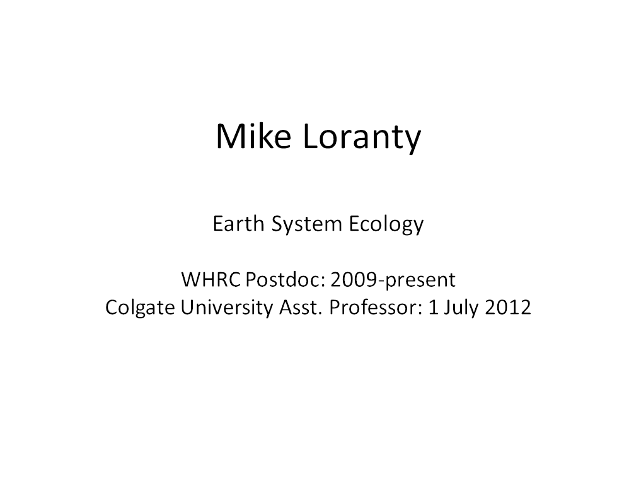 Mike Loranty
Earth System Ecology
WHRC Postdoc: 2009-present
Colgate University Asst. Professor: 1 July 2012